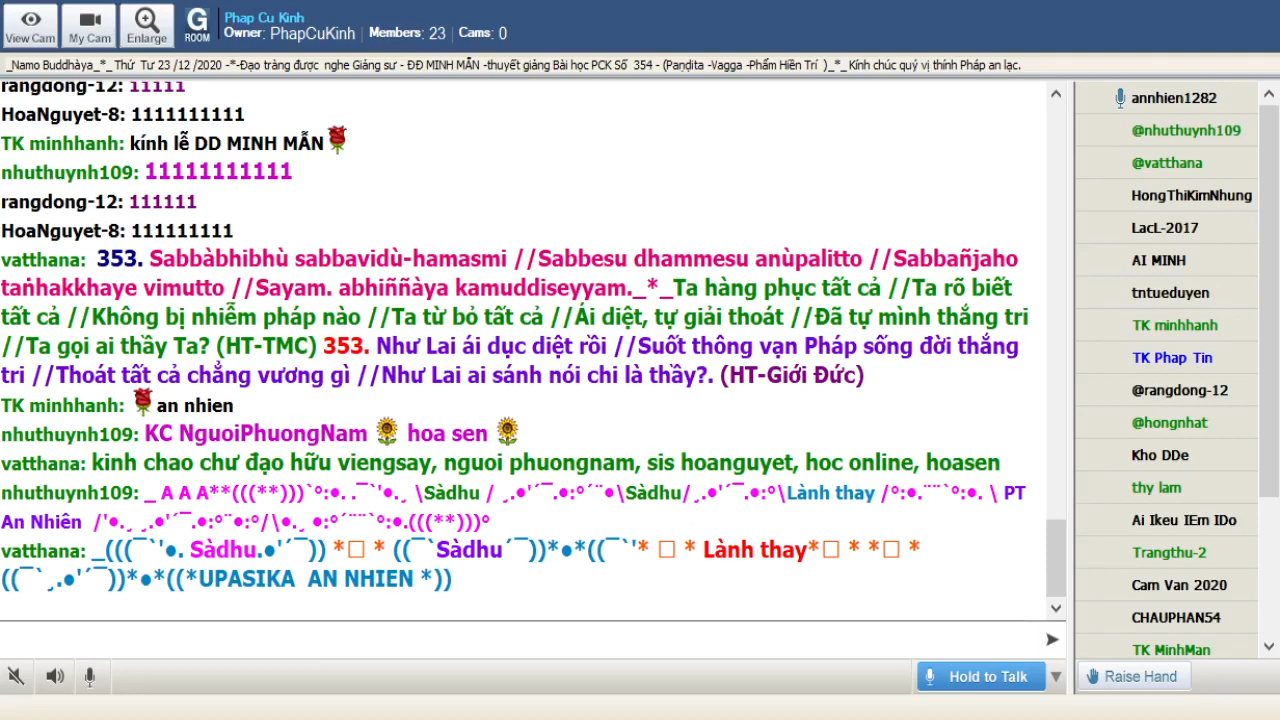 View Cam My Cam Enlarge G ROOM
Phap Cu Kinh
Owner: PhapCuKinh Members: 23 Cams: 0
_Namo Buddhàya_*_ Thứ Tư 23 /12 /2020 -*-Đạo tràng được nghe Giảng sư - ĐĐ MINH MẪN -thuyết giảng Bài học PCK Số 354 - (Paṇḍita -Vagga -Phẩm Hiền Trí )_*_ Kính chúc quý vị thính Pháp an lạc.
rangdong-12: 11111
HoaNguyet-8: 1111111111
TK minhhanh: kính lễ DD MINH MẪN
nhuthuynh109: 11111111111
rangdong-12: 111111
HoaNguyet-8: 111111111
vatthana: 353. Sabbàbhibhù sabbavidù-hamasmi //Sabbesu dhammesu anùpalitto //Sabbañjaho
taṅhakkhaye vimutto //Sayam. abhiññàya kamuddiseyyam._*_Ta hàng phục tất cả //Ta rõ biết
tất cả //Không bị nhiễm pháp nào //Ta từ bỏ tất cả //Ái diệt, tự giải thoát //Đã tự mình thắng tri
//Ta gọi ai thầy Ta? (HT-TMC) 353. Như Lai ái dục diệt rồi //Suốt thông vạn Pháp sống đời thắng
tri //Thoát tất cả chẳng vương gì //Như Lai ai sánh nói chi là thầy?. (HT-Giới Đức)
TK minhhanh: an nhien
nhuthuynh109: KC NguoiPhuongNam hoa sen
vatthana: kinh chao chư đạo hữu viengsay, nguoi phuongnam, sis hoanguyet, hoc online, hoasen
nhuthuynh109: _ A A A**(((**)))`°:•. .¯`'•.¸ \Sàdhu / ¸.•'´¯.•:°´¨•\Sàdhu/¸.•'´¯.•:°\Lành thay /°:•.¨¨`°:•. \ PT
An Nhiên /'•.¸ ¸.•'´¯.•:°¨•:°/\•.¸ •:°´¨¨`°:•.(((**)))°
vatthana: _(((¯`'•. Sàdhu.•'´¯)) *□ * ((¯`Sàdhu´¯))*•*((¯`'* □ * Lành thay*□ * *□ *
((¯`¸.•'´¯))*•*((*UPASIKA AN NHIEN *))
Hold to Talk
annhien1282
@nhuthuynh109
@vatthana
HongThiKimNhung
LacL-2017
AI MINH
tntueduyen
TK minhhanh
TK Phap Tin
@rangdong-12
@hongnhat
Kho DDe
thy lam
Ai Ikeu IEm IDo
Trangthu-2
Cam Van 2020
CHAUPHAN54
TK MinhMan
Raise Hand